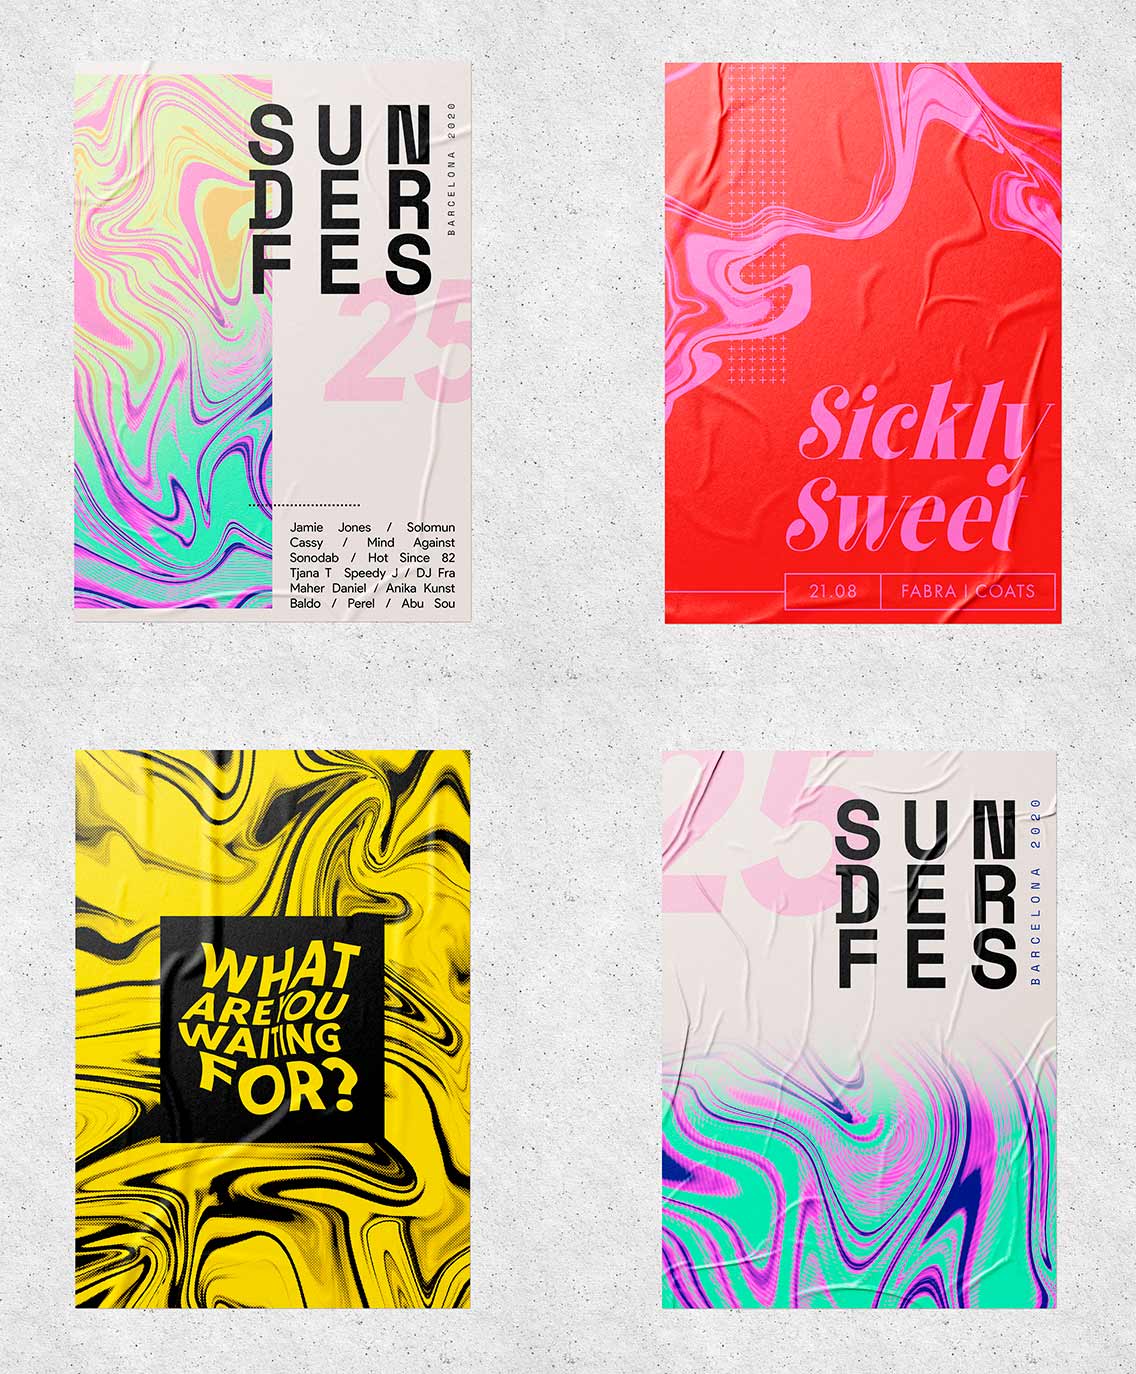 SUN
DER
FES
BARCELONA 2020
25
Jamie Jones / Solomun
Cassy / Mind Against
Sonodab / Hot Since 82
Tjana T Speedy J / DJ Fra
Maher Daniel / Anika Kunst
Baldo / Perel / Abu Sou
Sickly
Sweet
21.08 FABRA I COATS
WHAT
ARE YOU
WAITING
FOR?
25
SUN
DER
FES
BARCELONA 2020